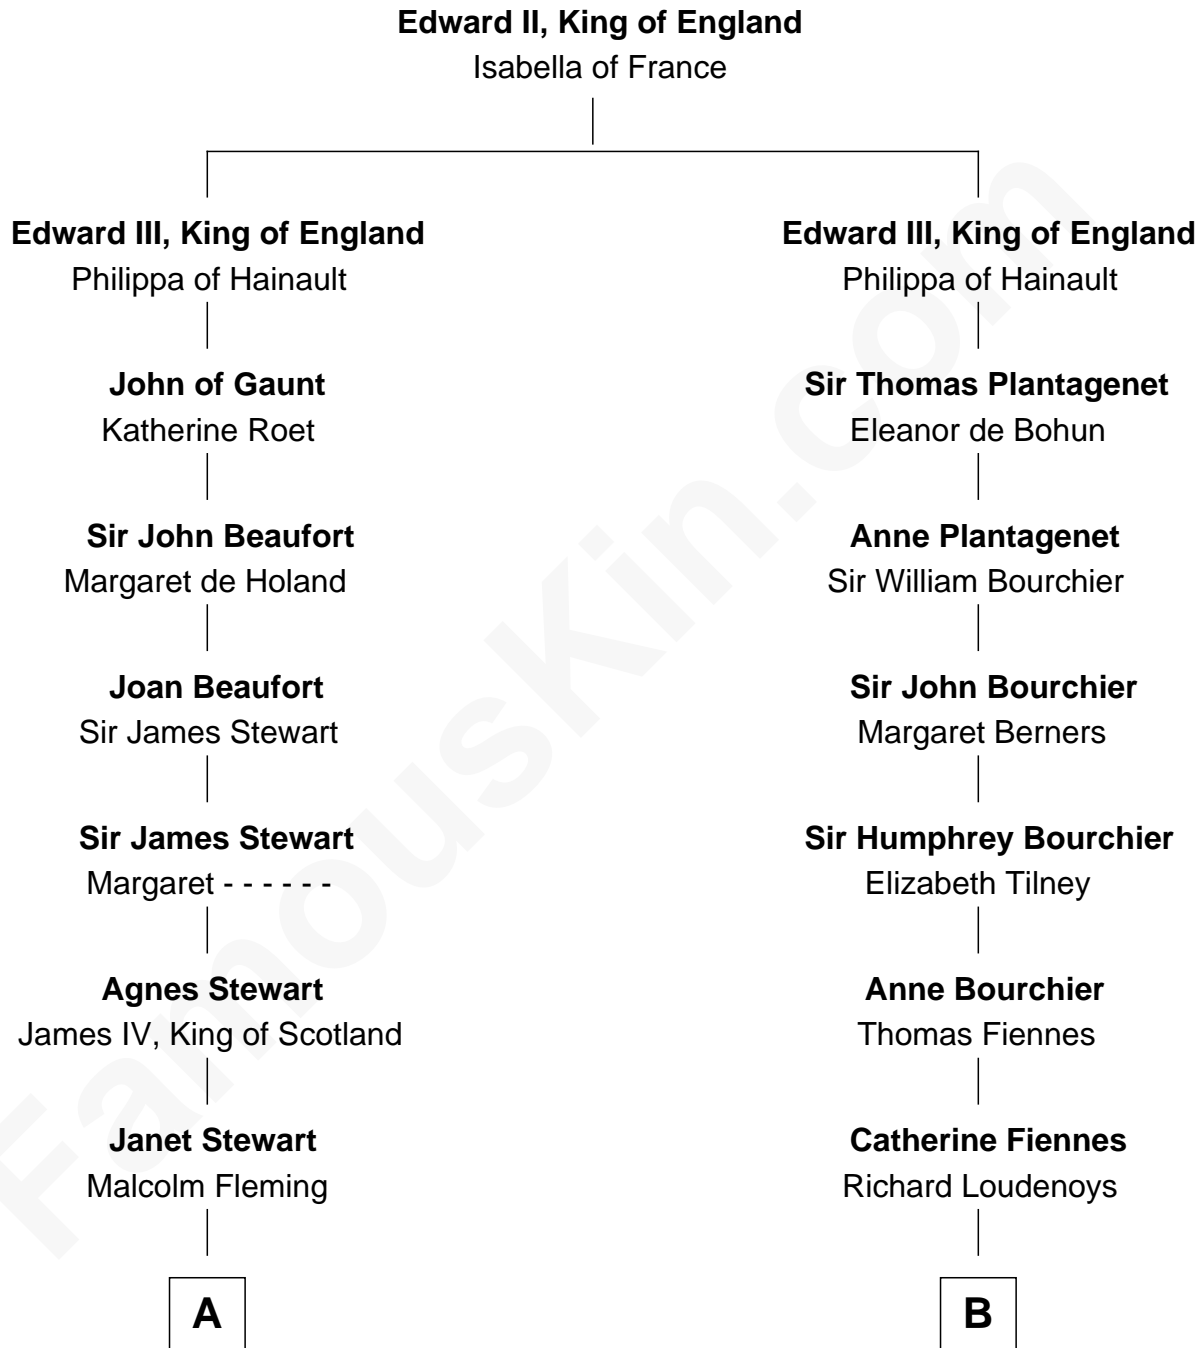 Edward II, King of England
Isabella of France
Edward III, King of England
Philippa of Hainault
John of Gaunt
Katherine Roet
Sir John Beaufort
Margaret de Holand
Joan Beaufort
Sir James Stewart
Sir James Stewart
Margaret - - - - - -
Agnes Stewart
James IV, King of Scotland
Janet Stewart
Malcolm Fleming
A
Edward III, King of England
Philippa of Hainault
Sir Thomas Plantagenet
Eleanor de Bohun
Anne Plantagenet
Sir William Bourchier
Sir John Bourchier
Margaret Berners
Sir Humphrey Bourchier
Elizabeth Tilney
Anne Bourchier
Thomas Fiennes
Catherine Fiennes
Richard Loudenoys
B
FamousKin.com